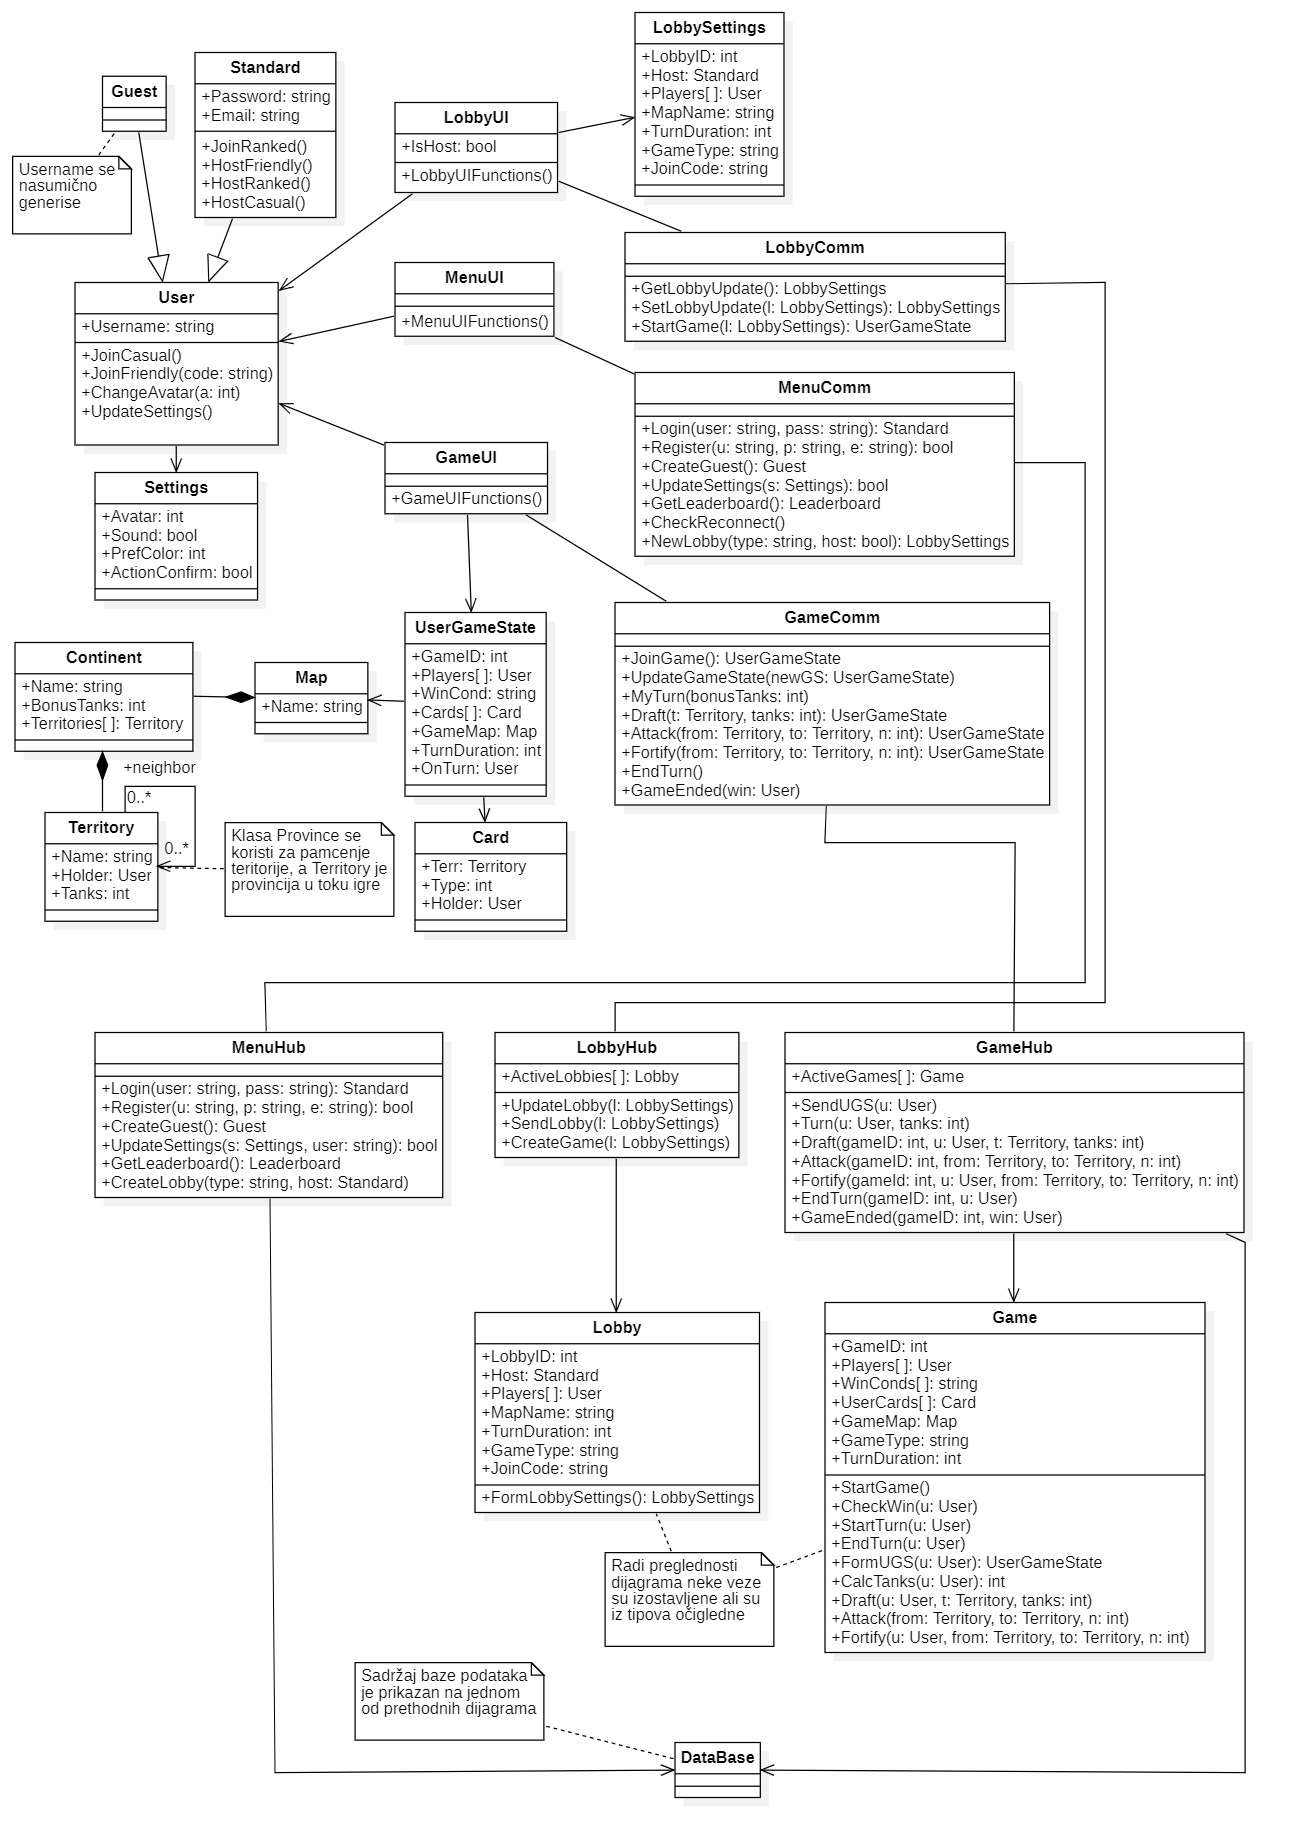 Guest
Username se
nasumično
generise
Standard
+Password: string
+Email: string
+JoinRanked()
+HostFriendly()
+HostRanked()
+HostCasual()
LobbyUI
+IsHost: bool
+LobbyUIFunctions()
LobbySettings
+LobbyID: int
+Host: Standard
+Players[ ]: User
+MapName: string
+TurnDuration: int
+GameType: string
+JoinCode: string
LobbyComm
+GetLobbyUpdate(): LobbySettings
+SetLobbyUpdate(l: LobbySettings): LobbySettings
+StartGame(l: LobbySettings): UserGameState
User
+Username: string
+JoinCasual()
+JoinFriendly(code: string)
+ChangeAvatar(a: int)
+UpdateSettings()
MenuUI
+MenuUIFunctions()
MenuComm
+Login(user: string, pass: string): Standard
+Register(u: string, p: string, e: string): bool
+CreateGuest(): Guest
+UpdateSettings(s: Settings): bool
+GetLeaderboard(): Leaderboard
+CheckReconnect()
+NewLobby(type: string, host: bool): LobbySettings
GameUI
+GameUIFunctions()
Settings
+Avatar: int
+Sound: bool
+PrefColor: int
+ActionConfirm: bool
UserGameState
+GameID: int
+Players[ ]: User
+WinCond: string
+Cards[ ]: Card
+GameMap: Map
+TurnDuration: int
+OnTurn: User
GameComm
+JoinGame(): UserGameState
+UpdateGameState(newGS: UserGameState)
+MyTurn(bonusTanks: int)
+Draft(t: Territory, tanks: int): UserGameState
+Attack(from: Territory, to: Territory, n: int): UserGameState
+Fortify(from: Territory, to: Territory, n: int): UserGameState
+EndTurn()
+GameEnded(win: User)
Continent
+Name: string
+BonusTanks: int
+Territories[ ]: Territory
Map
+Name: string
+neighbor
0..*
0..*
Territory
+Name: string
+Holder: User
+Tanks: int
Klasa Province se
koristi za pamcenje
teritorije, a Territory je
provincija u toku igre
Card
+Terr: Territory
+Type: int
+Holder: User
MenuHub
+Login(user: string, pass: string): Standard
+Register(u: string, p: string, e: string): bool
+CreateGuest(): Guest
+UpdateSettings(s: Settings, user: string): bool
+GetLeaderboard(): Leaderboard
+CreateLobby(type: string, host: Standard)
LobbyHub
+ActiveLobbies[ ]: Lobby
+UpdateLobby(l: LobbySettings)
+SendLobby(l: LobbySettings)
+CreateGame(l: LobbySettings)
GameHub
+ActiveGames[ ]: Game
+SendUGS(u: User)
+Turn(u: User, tanks: int)
+Draft(gameID: int, u: User, t: Territory, tanks: int)
+Attack(gameID: int, from: Territory, to: Territory, n: int)
+Fortify(gameId: int, u: User, from: Territory, to: Territory, n: int)
+EndTurn(gameID: int, u: User)
+GameEnded(gameID: int, win: User)
Lobby
+LobbyID: int
+Host: Standard
+Players[ ]: User
+MapName: string
+TurnDuration: int
+GameType: string
+JoinCode: string
+FormLobbySettings(): LobbySettings
Game
+GameID: int
+Players[ ]: User
+WinConds[ ]: string
+UserCards[ ]: Card
+GameMap: Map
+GameType: string
+TurnDuration: int
+StartGame()
+CheckWin(u: User)
+StartTurn(u: User)
+EndTurn(u: User)
+FormUGS(u: User): UserGameState
+CalcTanks(u: User): int
+Draft(u: User, t: Territory, tanks: int)
+Attack(from: Territory, to: Territory, n: int)
+Fortify(u: User, from: Territory, to: Territory, n: int)
Radi preglednosti
dijagrama neke veze
su izostavljene ali su
iz tipova očigledne
Sadržaj baze podataka
je prikazan na jednom
od prethodnih dijagrama
DataBase